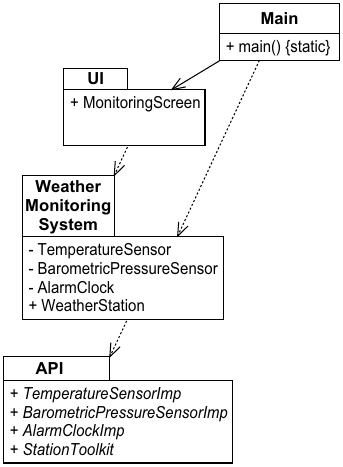 Main
+ main() {static}
UI
+ MonitoringScreen
Weather
Monitoring
System
- TemperatureSensor
- BarometricPressureSensor
- AlarmClock
+ WeatherStation
API
+ TemperatureSensorImp
+ BarometricPressureSensorImp
+ AlarmClockImp
+ StationToolkit